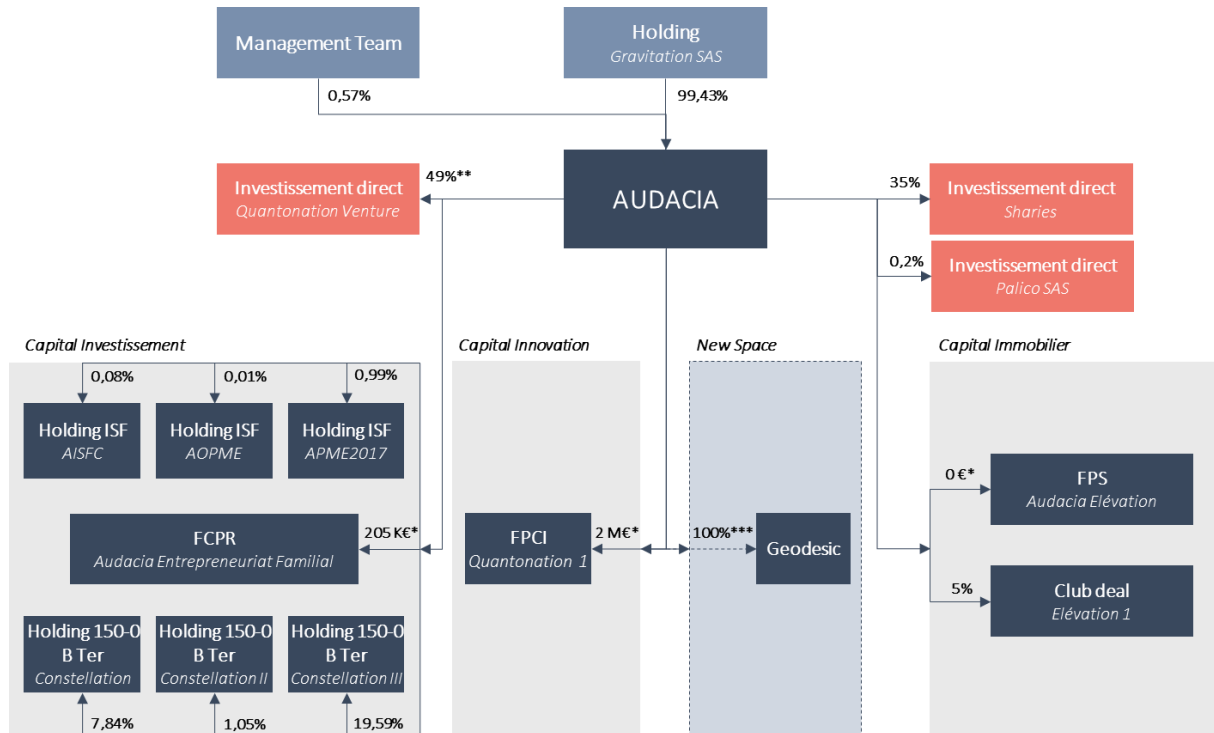 Management Team
Holding
Gravitation SAS
0,57%
99,43%
AUDACIA
49%**
Investissement direct
Quantonation Venture
35%
Investissement direct
Sharies
0,2%
Investissement direct
Palico SAS
Capital Investissement
0,08%
0,01%
0,99%
Holding ISF
AISFC
Holding ISF
AOPME
Holding ISF
APME2017
FCPR
Audacia Entrepreneuriat Familial
205 K€*
Holding 150-0
B Ter
Constellation
Holding 150-0
B Ter
Constellation II
Holding 150-0
B Ter
Constellation III
7,84%
1,05%
19,59%
Capital Innovation
FPCI
Quantonation 1
2 M€*
New Space
100%***
Geodesic
Capital Immobilier
0 €*
FPS
Audacia Elévation
5%
Club deal
Elévation 1